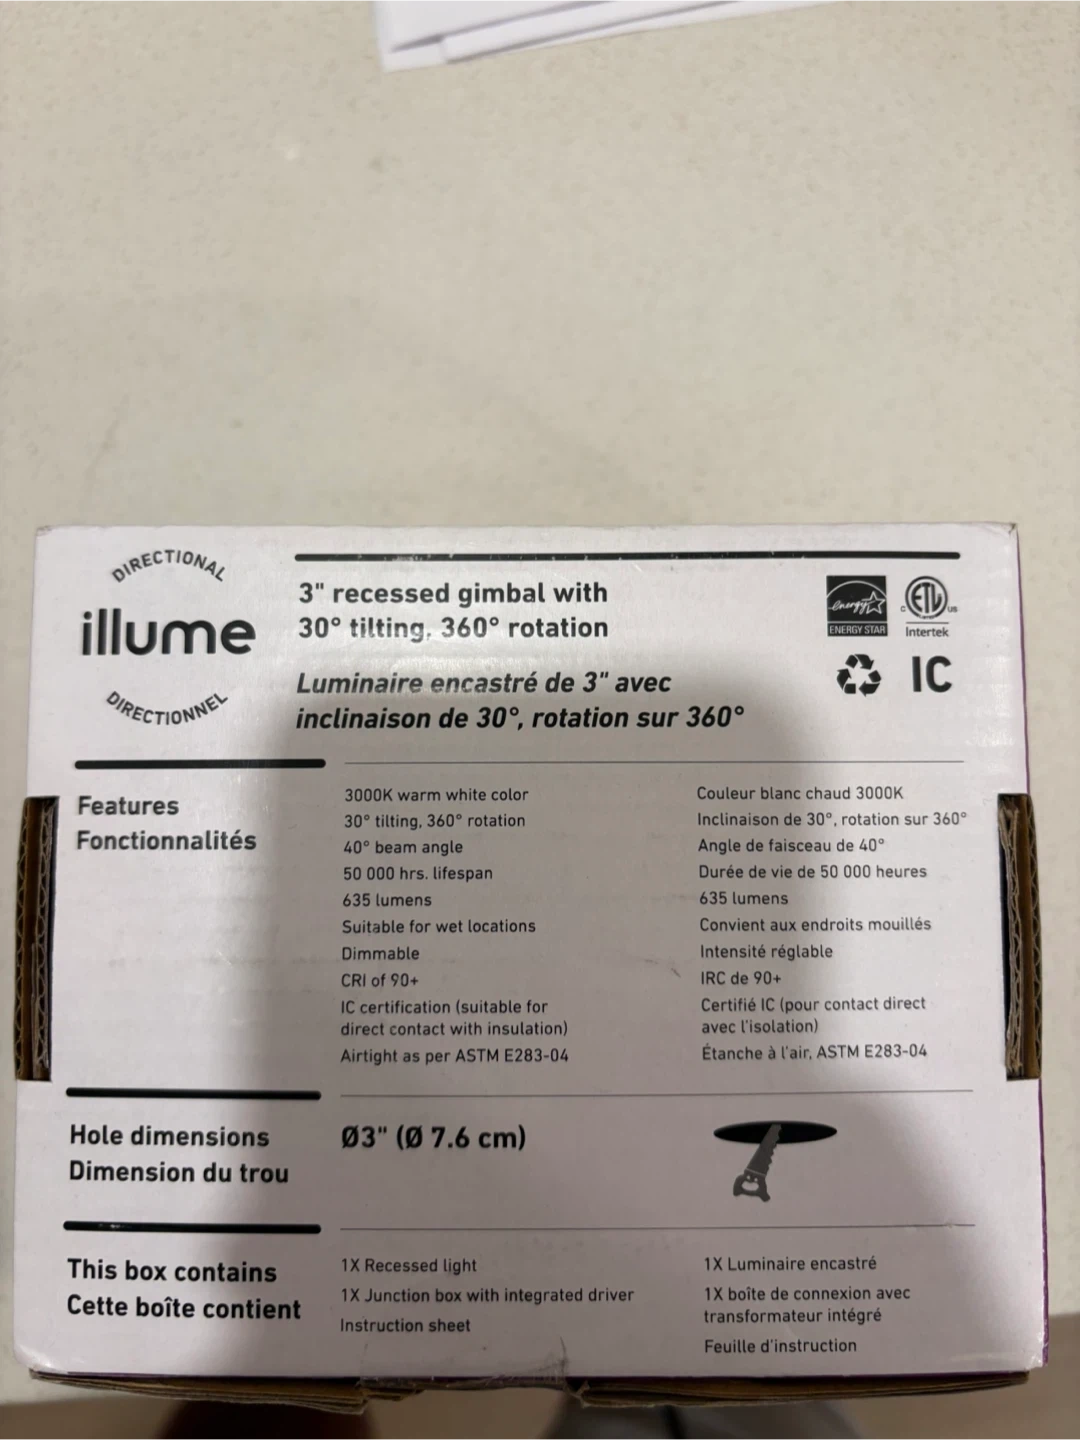 DIRECTIONAL
illume
DIRECTIONNEL
3" recessed gimbal with
30° tilting, 360° rotation
Luminaire encastré de 3" avec
inclinaison de 30°, rotation sur 360°
energy
ENERGY STAR
c ETL us
Intertek
IC
Features
Fonctionnalités
3000K warm white color
30° tilting, 360° rotation
40° beam angle
50 000 hrs. lifespan
635 lumens
Suitable for wet locations
Dimmable
CRI of 90+
IC certification (suitable for
direct contact with insulation)
Airtight as per ASTM E283-04
Couleur blanc chaud 3000K
Inclinaison de 30°, rotation sur 360°
Angle de faisceau de 40°
Durée de vie de 50 000 heures
635 lumens
Convient aux endroits mouillés
Intensité réglable
IRC de 90+
Certifié IC (pour contact direct
avec l'isolation)
Étanche à l'air, ASTM E283-04
Hole dimensions
Dimension du trou
Ø3" (Ø 7.6 cm)
This box contains
Cette boîte contient
1X Recessed light
1X Junction box with integrated driver
Instruction sheet
1X Luminaire encastré
1X boîte de connexion avec
transformateur intégré
Feuille d'instruction